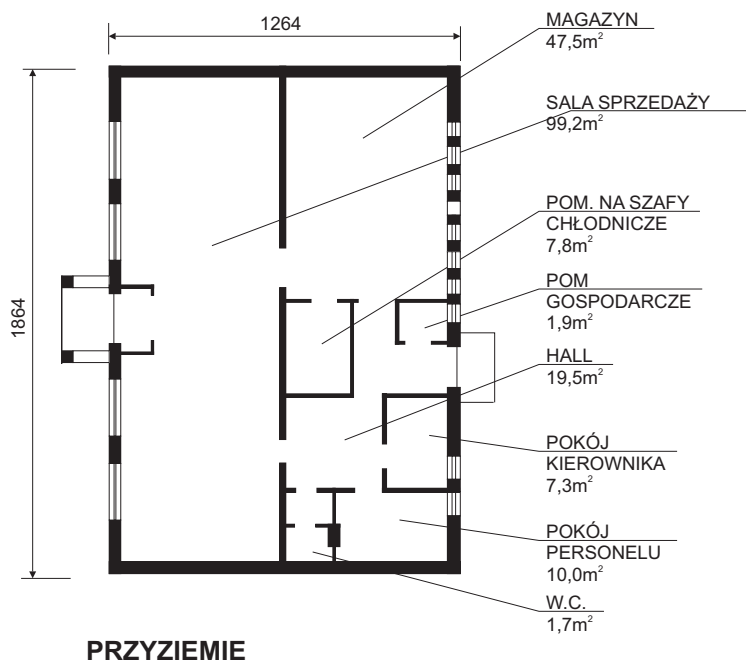 1264
MAGAZYN
47,5m²
SALA SPRZEDAŻY
99,2m²
POM. NA SZAFY
CHŁODNICZE
7,8m²
POM
GOSPODARCZE
1,9m²
1864
HALL
19,5m²
POKÓJ
KIEROWNIKA
7,3m²
POKÓJ
PERSONELU
10,0m²
W.C.
1,7m²
PRZYZIEMIE